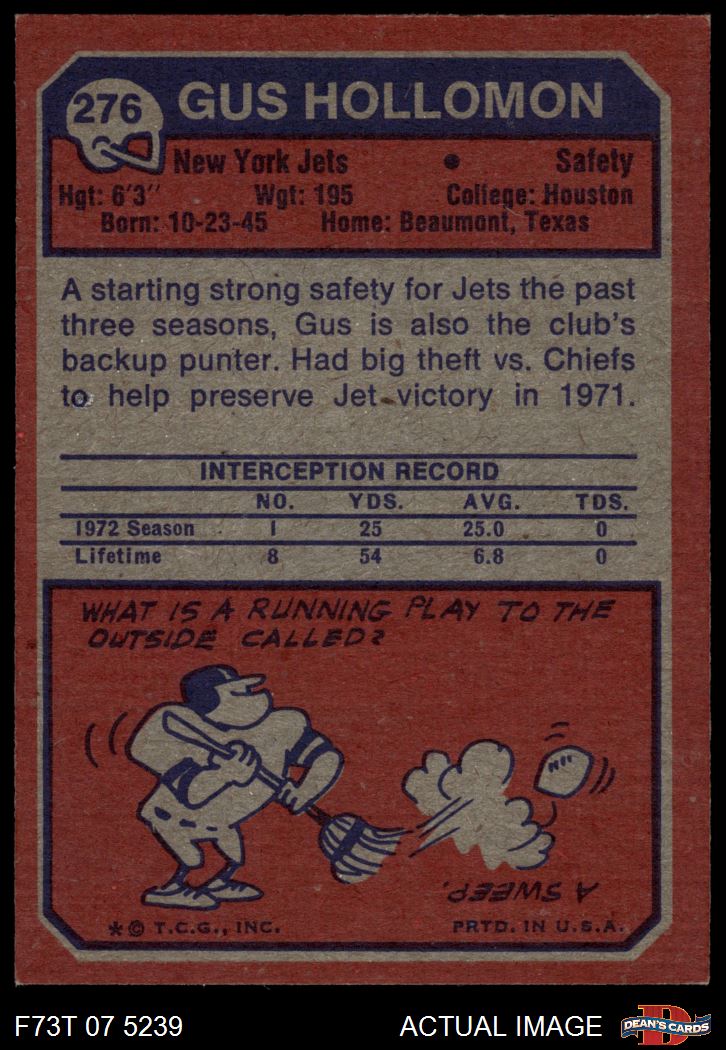 276
GUS HOLLOMON
New York Jets • Safety
Hgt: 6'3" Wgt: 195 College: Houston
Born: 10-23-45 Home: Beaumont, Texas
A starting strong safety for Jets the past
three seasons, Gus is also the club's
backup punter. Had big theft vs. Chiefs
to help preserve Jet victory in 1971.
INTERCEPTION RECORD
NO. YDS. AVG. TDS.
1972 Season 1 25 25.0 0
Lifetime 8 54 6.8 0
WHAT IS A RUNNING PLAY TO THE
OUTSIDE CALLED?
A SWEEP.
* © T.C.G., INC. PRTD. IN U.S.A.
F73T 07 5239 ACTUAL IMAGE
D
DEAN'S CARDS